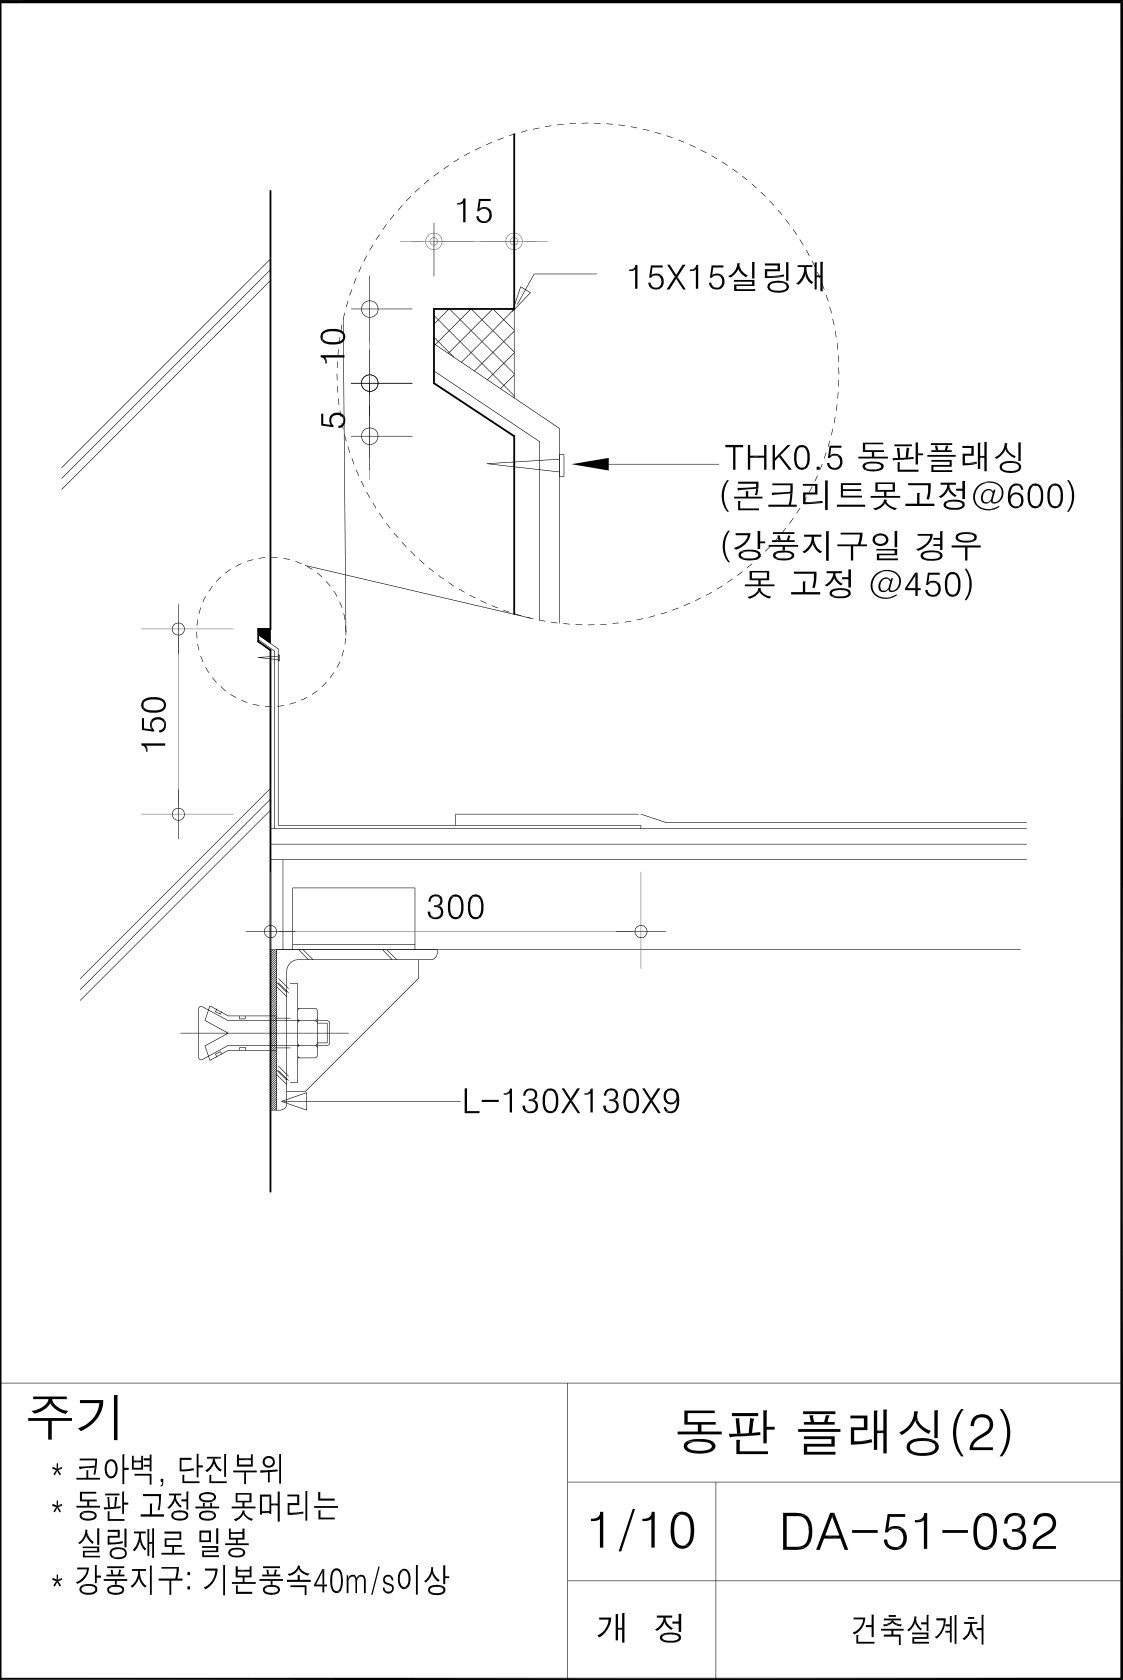 15
15X15실링재
10
5
THK0.5 동판플래싱
(콘크리트못고정@600)
(강풍지구일 경우
못 고정 @450)
150
300
L-130X130X9
주기
* 코아벽, 단진부위
* 동판 고정용 못머리는
실링재로 밀봉
* 강풍지구: 기본풍속40m/s이상
동판 플래싱(2)
1/10
DA-51-032
개 정
건축설계처